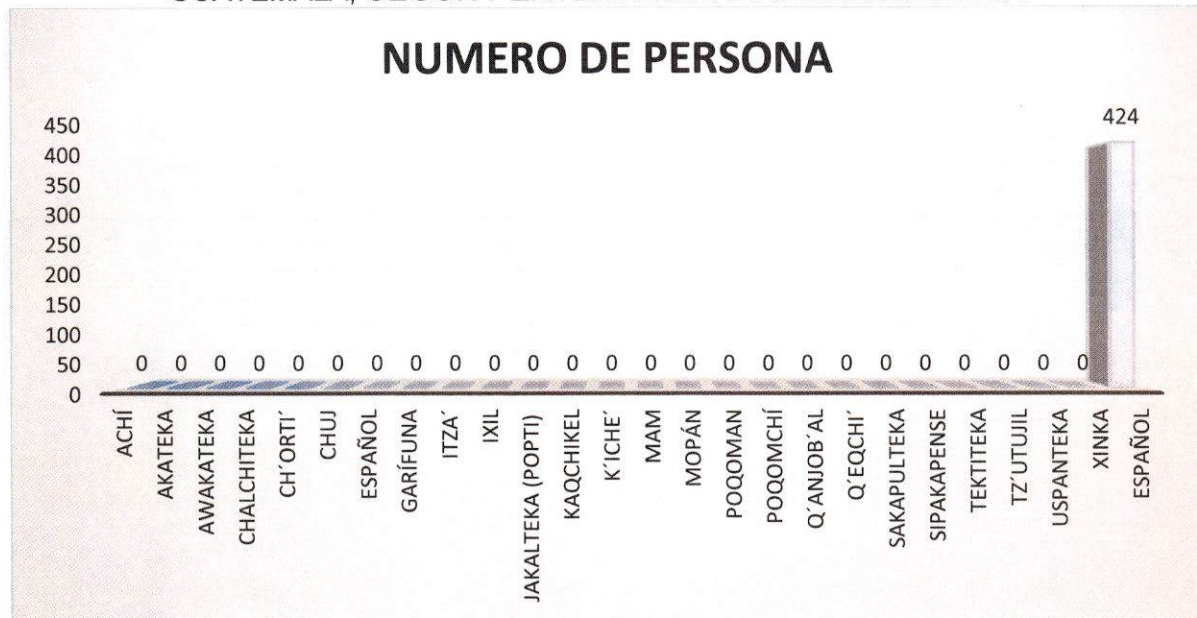 GUATEMALA,
NUMERO DE PERSONA
450
400
350
300
250
200
150
100
50
0
0 0 0 0 0 0 0 0 0 0 0 0 0 0 0 0 0 0 0 0 0 0 0 0 0 424
ACHÍ
AKATEKA
AWAKATEKA
CHALCHITEKA
CH´ORTI´
CHUJ
ESPAÑOL
GARÍFUNA
ITZA´
IXIL
JAKALTEKA (POPTI)
KAQCHIKEL
K´ICHE´
MAM
MOPÁN
POQOMAN
POQOMCHÍ
Q´ANJOB´AL
Q´EQCHI´
SAKAPULTEKA
SIPAKAPENSE
TEKTITEKA
TZ´UTUJIL
USPANTEKA
XINKA
ESPAÑOL